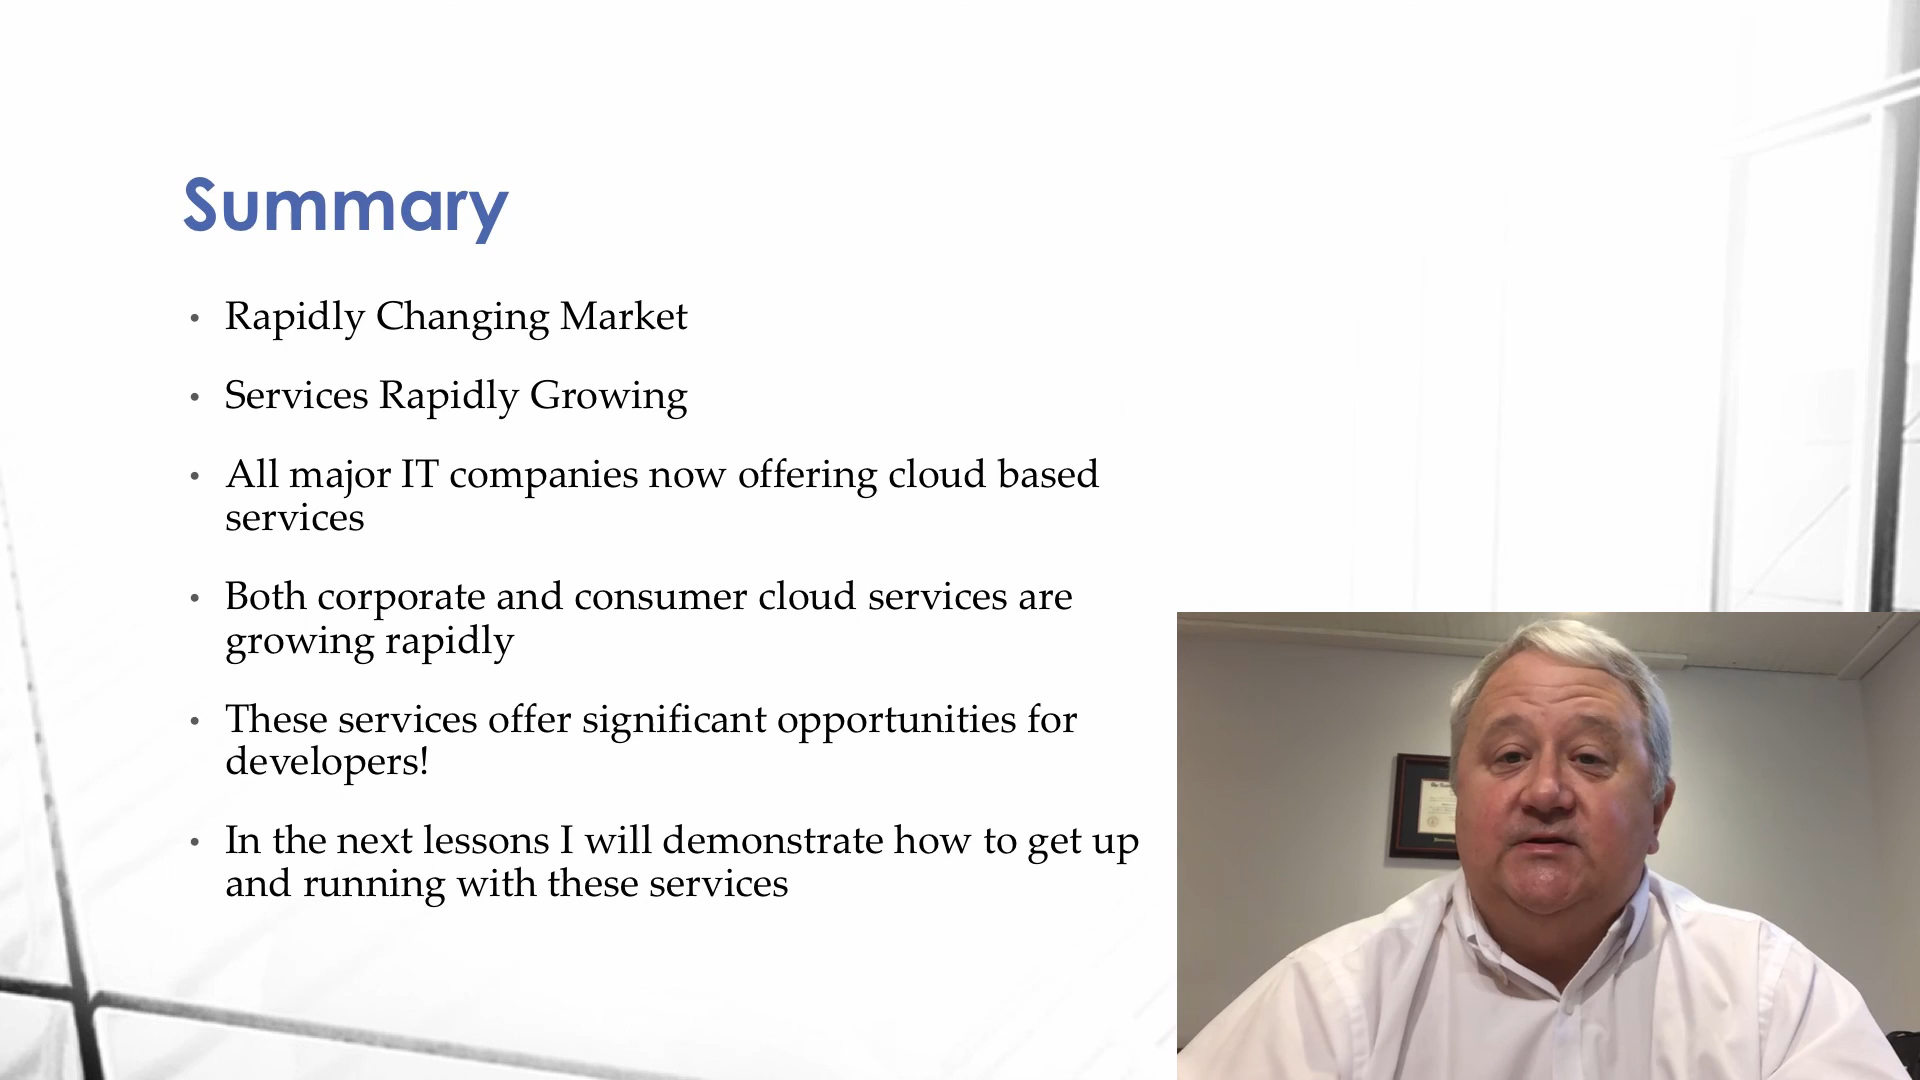 Summary
• Rapidly Changing Market
• Services Rapidly Growing
• All major IT companies now offering cloud based
services
• Both corporate and consumer cloud services are
growing rapidly
• These services offer significant opportunities for
developers!
• In the next lessons I will demonstrate how to get up
and running with these services